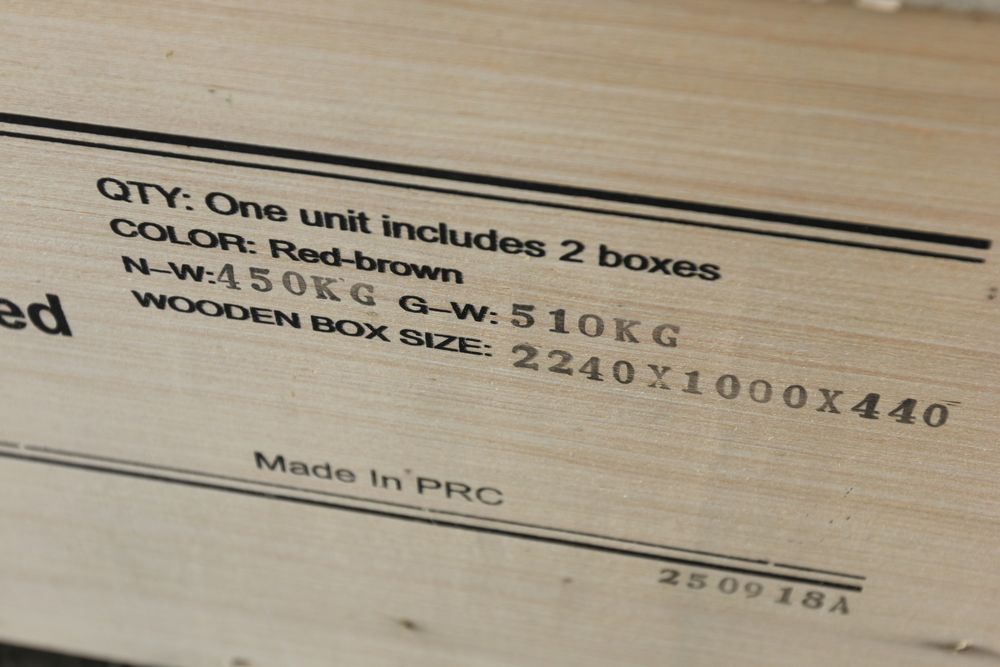 QTY: One unit includes 2 boxes
COLOR: Red-brown
N-W:450KG G-W: 510KG
WOODEN BOX SIZE: 2240X1000X440
Made In PRC
250918A